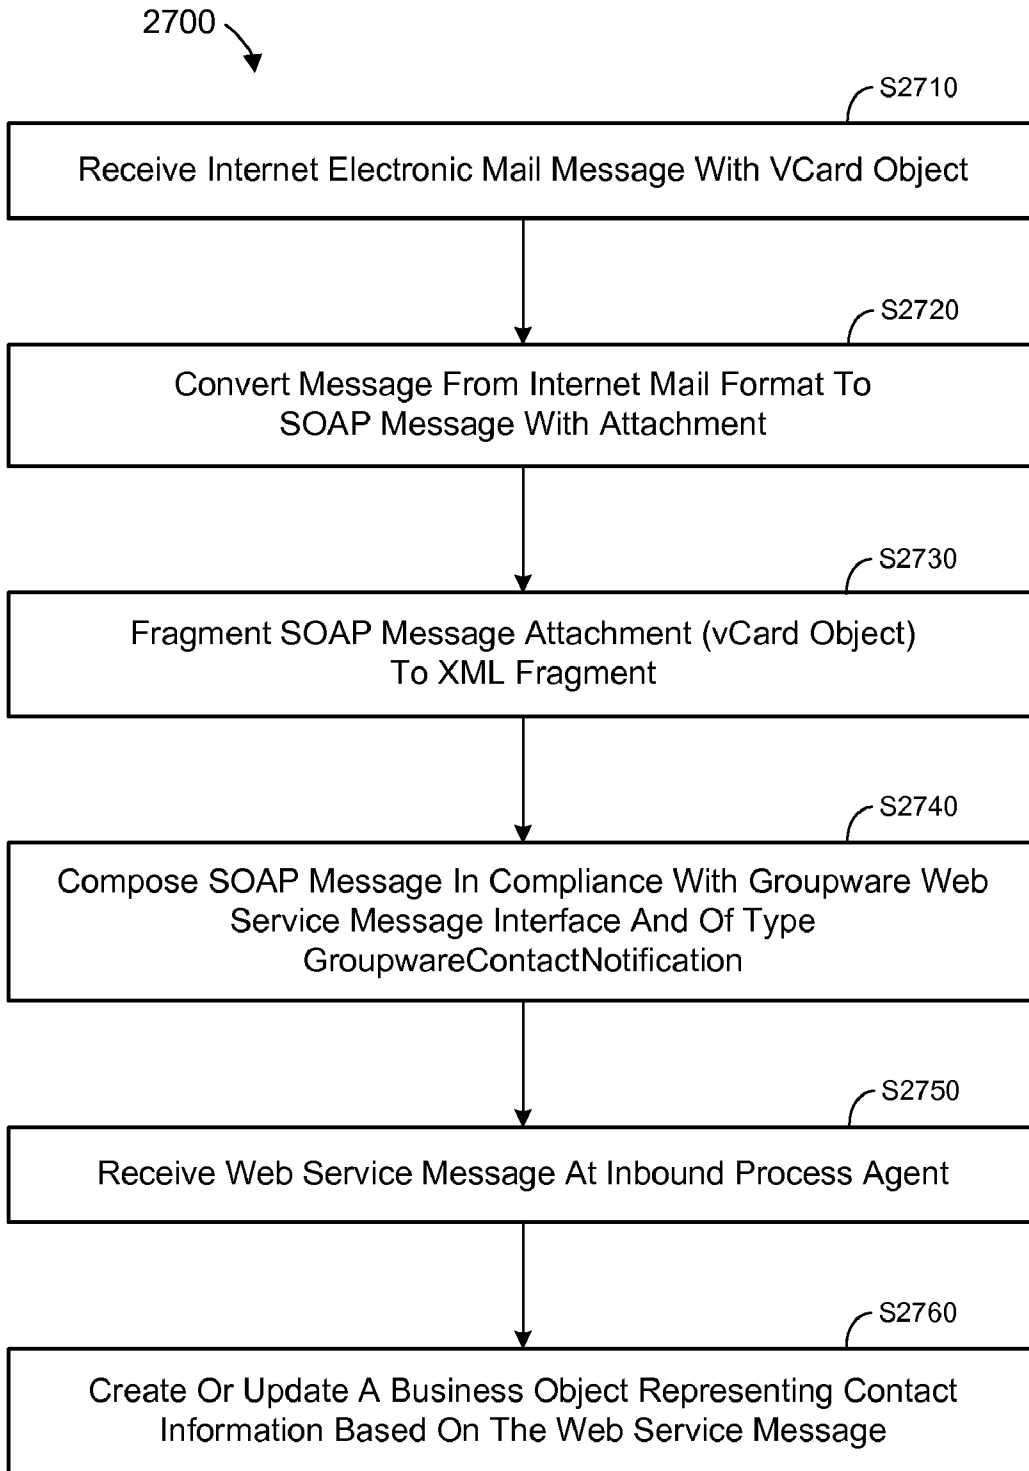 2700
S2710
Receive Internet Electronic Mail Message With VCard Object
S2720
Convert Message From Internet Mail Format To
SOAP Message With Attachment
S2730
Fragment SOAP Message Attachment (vCard Object)
To XML Fragment
S2740
Compose SOAP Message In Compliance With Groupware Web
Service Message Interface And Of Type
GroupwareContactNotification
S2750
Receive Web Service Message At Inbound Process Agent
S2760
Create Or Update A Business Object Representing Contact
Information Based On The Web Service Message